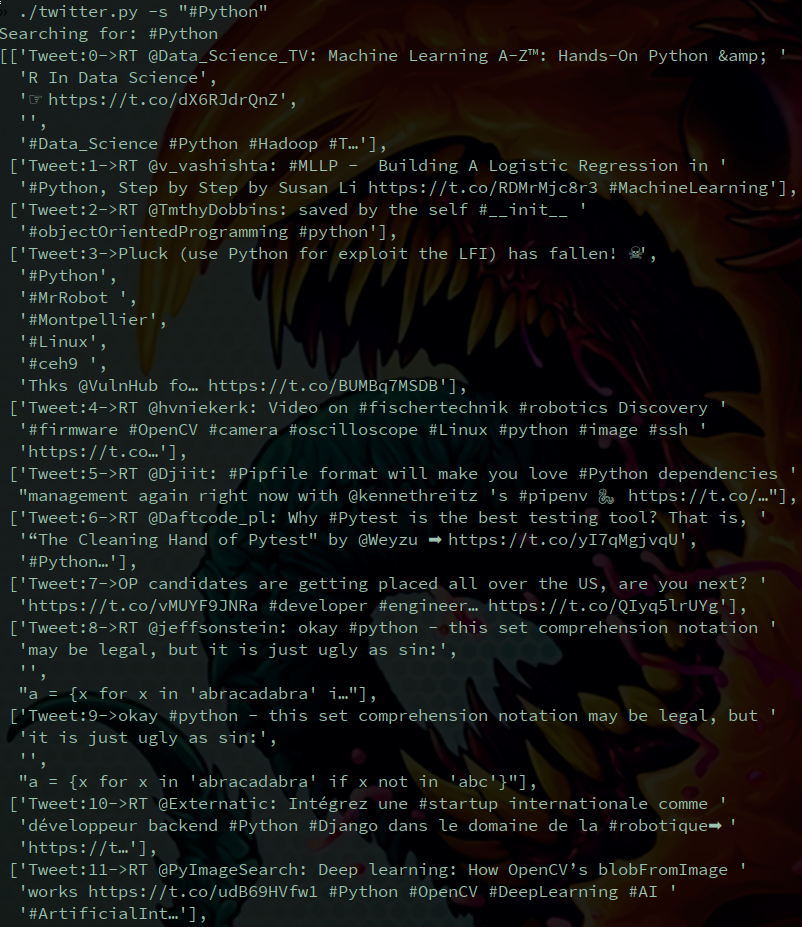 » ./twitter.py -s "#Python"
Searching for: #Python
[['Tweet:0->RT @Data_Science_TV: Machine Learning A-Z™: Hands-On Python &amp; '
'R In Data Science',
'☞ https://t.co/dX6RJdrQnZ',
'',
'#Data_Science #Python #Hadoop #T…'],
['Tweet:1->RT @v_vashishta: #MLLP -  Building A Logistic Regression in '
'#Python, Step by Step by Susan Li https://t.co/RDMrMjc8r3 #MachineLearning'],
['Tweet:2->RT @TmthyDobbins: saved by the self #__init__ '
'#objectOrientedProgramming #python'],
['Tweet:3->Pluck (use Python for exploit the LFI) has fallen! ☠',
'#Python',
'#MrRobot ',
'#Montpellier',
'#Linux',
'#ceh9 ',
'Thks @VulnHub fo… https://t.co/BUMBq7MSDB'],
['Tweet:4->RT @hvniekerk: Video on #fischertechnik #robotics Discovery '
'#firmware #OpenCV #camera #oscilloscope #Linux #python #image #ssh '
'https://t.co…'],
['Tweet:5->RT @Djiit: #Pipfile format will make you love #Python dependencies '
"management again right now with @kennethreitz 's #pipenv 🐍 https://t.co/…"],
['Tweet:6->RT @Daftcode_pl: Why #Pytest is the best testing tool? That is, '
'“The Cleaning Hand of Pytest" by @Weyzu ➡ https://t.co/yI7qMgjvqU',
'#Python…'],
['Tweet:7->OP candidates are getting placed all over the US, are you next? '
'https://t.co/vMUYF9JNRa #developer #engineer… https://t.co/QIyq5lrUYg'],
['Tweet:8->RT @jeffsonstein: okay #python - this set comprehension notation '
'may be legal, but it is just ugly as sin:',
'',
"a = {x for x in 'abracadabra' i…"],
['Tweet:9->okay #python - this set comprehension notation may be legal, but '
'it is just ugly as sin:',
'',
"a = {x for x in 'abracadabra' if x not in 'abc'}"],
['Tweet:10->RT @Externatic: Intégrez une #startup internationale comme '
'développeur backend #Python #Django dans le domaine de la #robotique➡ '
'https://t…'],
['Tweet:11->RT @PyImageSearch: Deep learning: How OpenCV’s blobFromImage '
'works https://t.co/udB69HVfw1 #Python #OpenCV #DeepLearning #AI '
'#ArtificialInt…'],